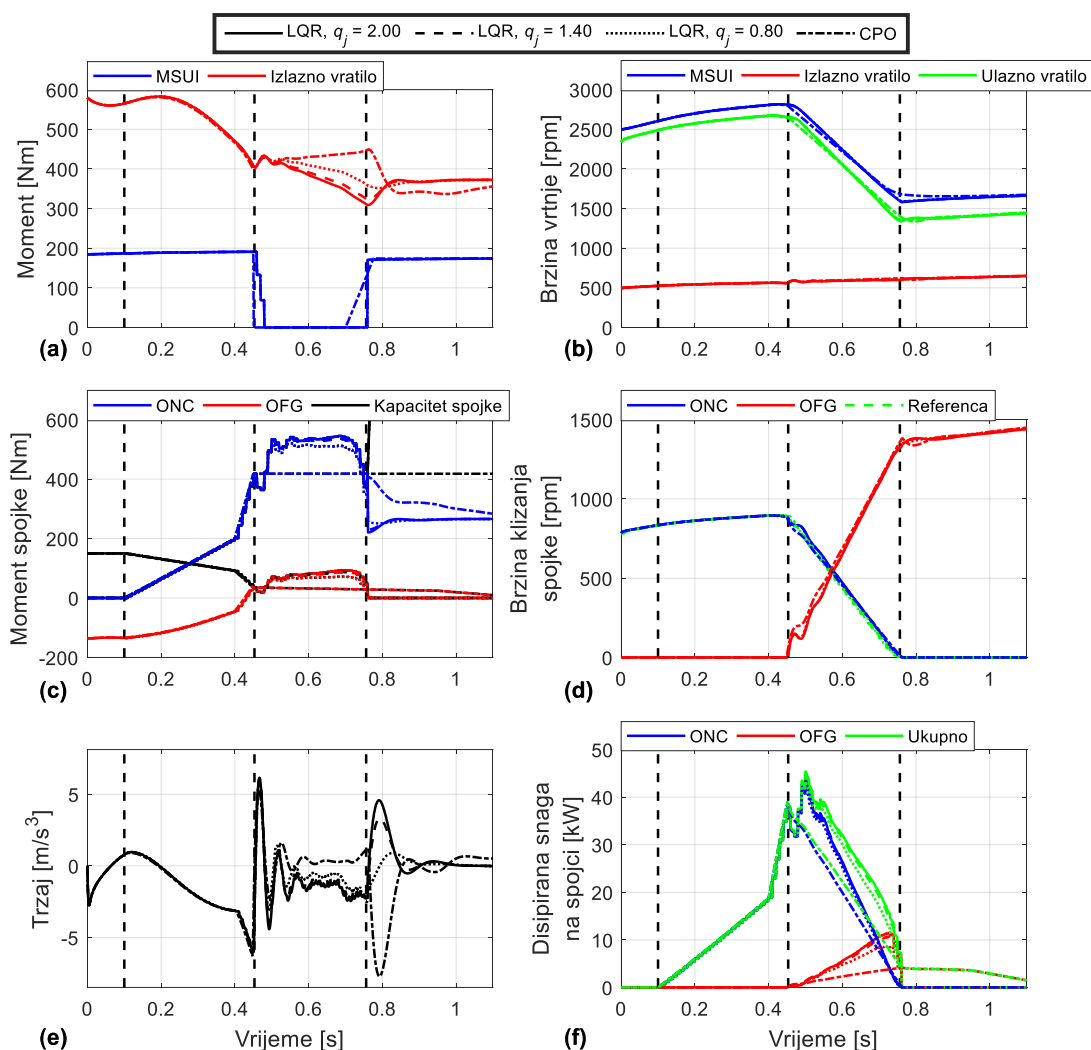 LQR, qj = 2.00 LQR, qj = 1.40 LQR, qj = 0.80 CPO
MSUI Izlazno vratilo
600
500
400
300
200
100
0
Moment [Nm]
0 0.2 0.4 0.6 0.8 1
(a)
MSUI Izlazno vratilo Ulazno vratilo
3500
3000
2500
2000
1500
1000
500
0
Brzina vrtnje [rpm]
0 0.2 0.4 0.6 0.8 1
(b)
ONC OFG Kapacitet spojke
600
400
200
0
-200
Moment spojke [Nm]
0 0.2 0.4 0.6 0.8 1
(c)
ONC OFG Referenca
1500
1000
500
0
Brzina klizanja
spojke [rpm]
0 0.2 0.4 0.6 0.8 1
(d)
5
0
-5
Trzaj [m/s³]
0 0.2 0.4 0.6 0.8 1
Vrijeme [s]
(e)
ONC OFG Ukupno
50
40
30
20
10
0
Disipirana snaga
na spojci [kW]
0 0.2 0.4 0.6 0.8 1
Vrijeme [s]
(f)